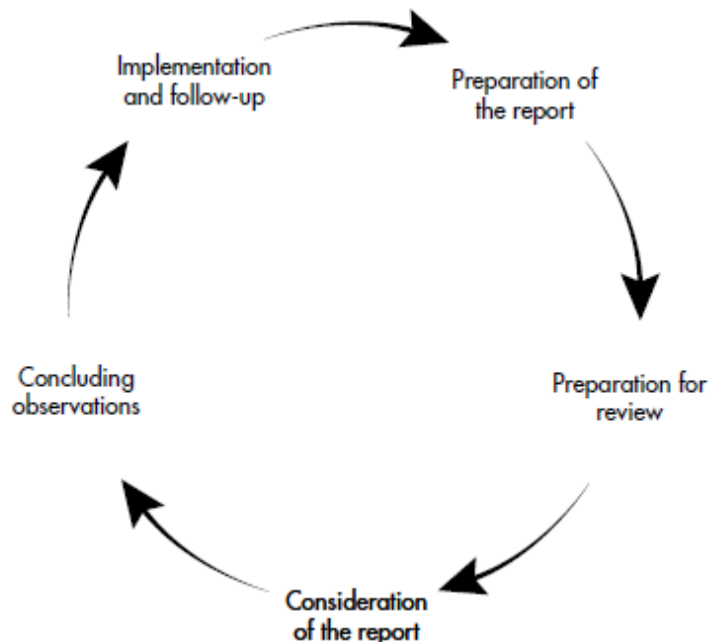 Implementation
and follow-up
Preparation of
the report
Preparation for
review
Consideration
of the report
Concluding
observations